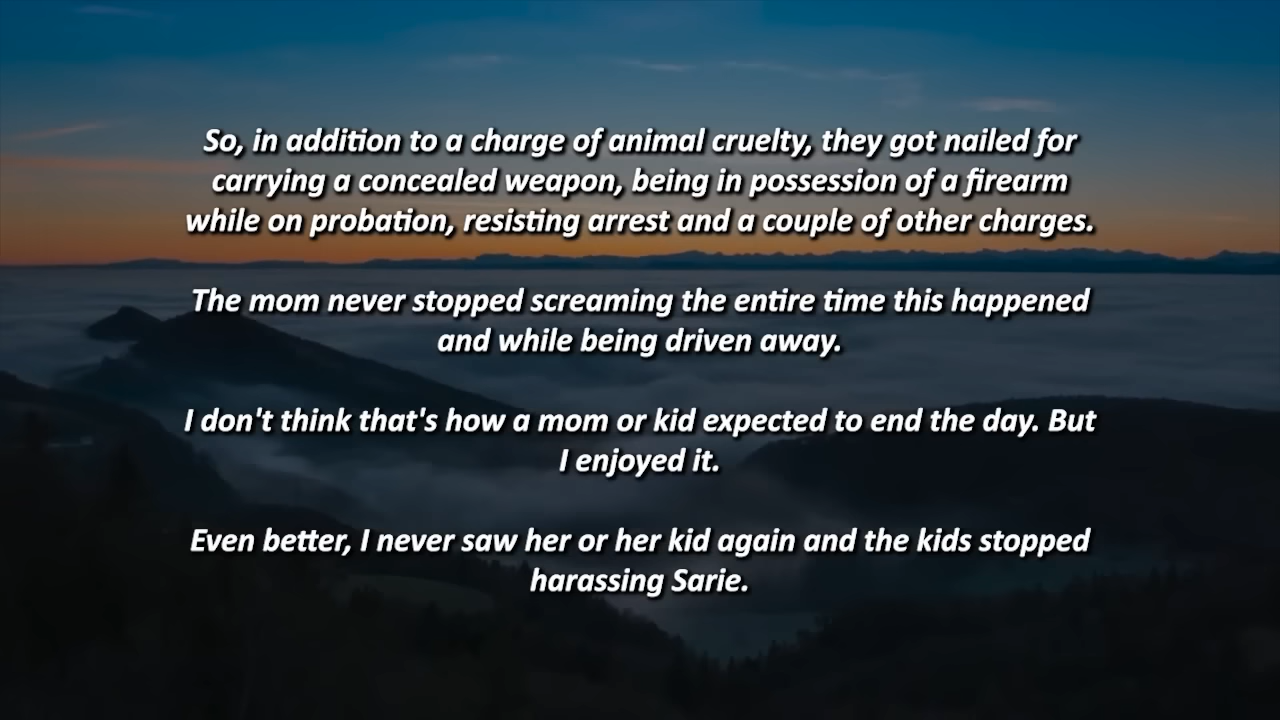 So, in addition to a charge of animal cruelty, they got nailed for
carrying a concealed weapon, being in possession of a firearm
while on probation, resisting arrest and a couple of other charges.
The mom never stopped screaming the entire time this happened
and while being driven away.
I don't think that's how a mom or kid expected to end the day. But
I enjoyed it.
Even better, I never saw her or her kid again and the kids stopped
harassing Sarie.